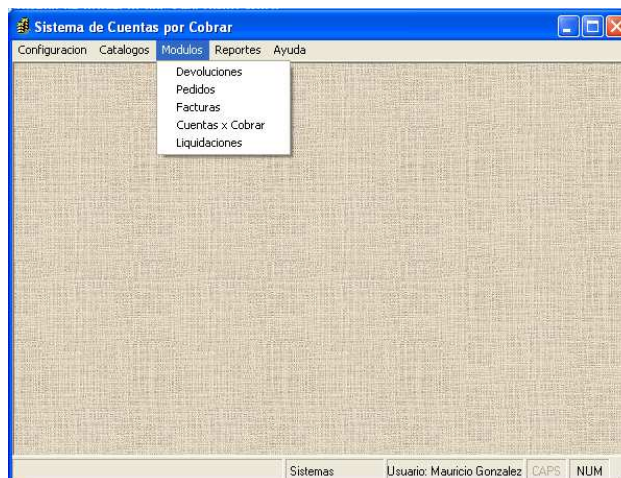 Sistema de Cuentas por Cobrar
Configuracion Catalogos Modulos Reportes Ayuda
Devoluciones
Pedidos
Facturas
Cuentas x Cobrar
Liquidaciones
Sistemas Usuario: Mauricio Gonzalez CAPS NUM